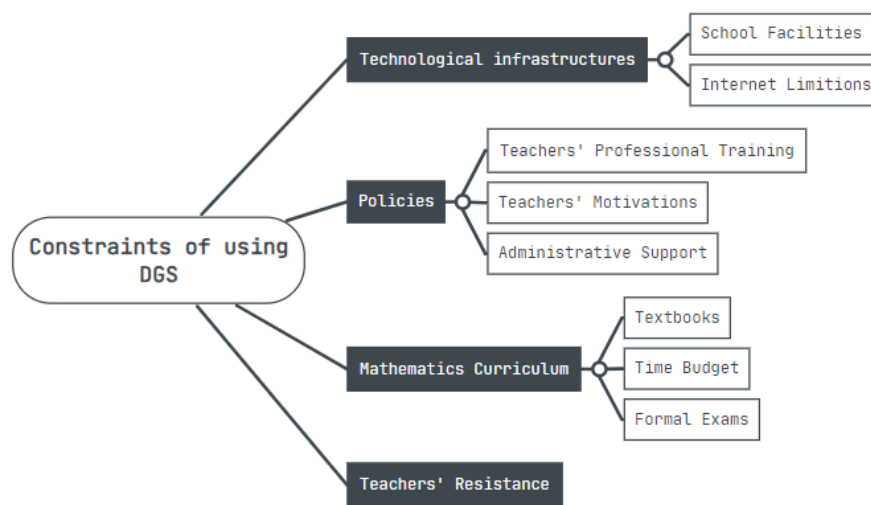 Constraints of using
DGS
Technological infrastructures
School Facilities
Internet Limitions
Policies
Teachers' Professional Training
Teachers' Motivations
Administrative Support
Mathematics Curriculum
Textbooks
Time Budget
Formal Exams
Teachers' Resistance